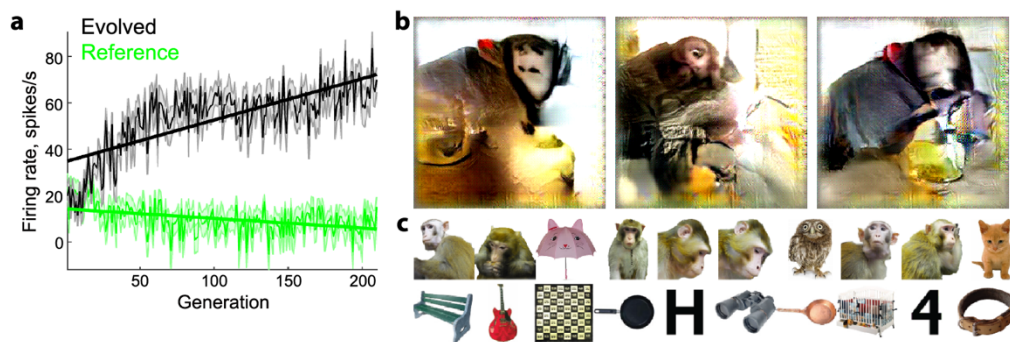 a
Evolved
Reference
Firing rate, spikes/s
80
60
40
20
0
50
100
150
200
Generation
b
c
H
4